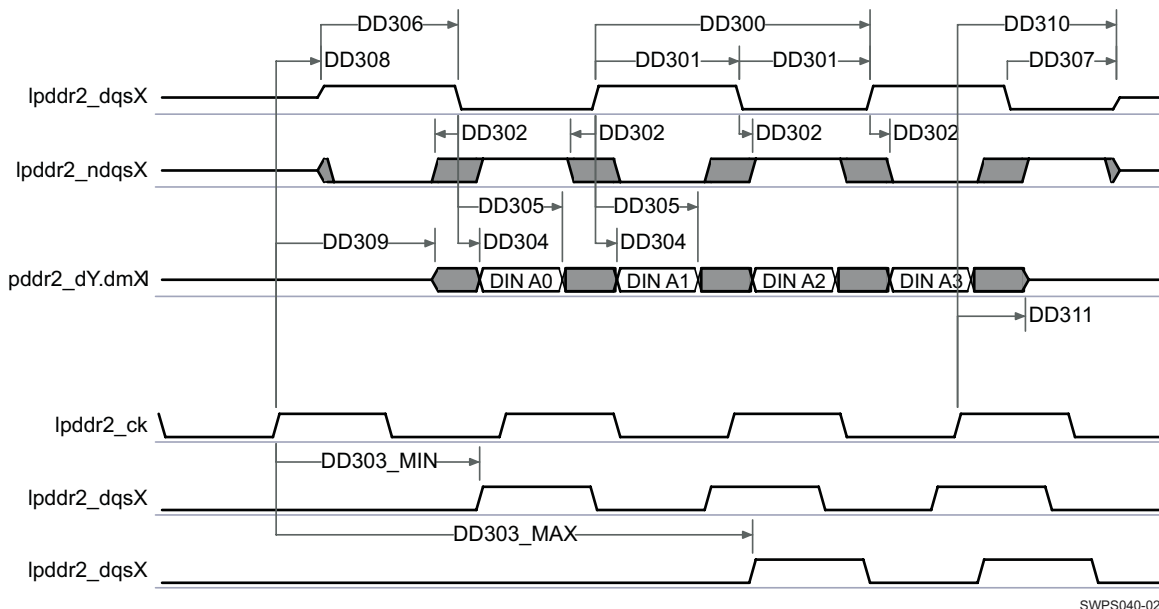 DD306
DD300
DD310
DD308
DD301
DD301
DD307
lpddr2_dqsX
DD302
DD302
DD302
DD302
lpddr2_ndqsX
DD305
DD305
DD309
DD304
DD304
pddr2_dY.dmXl
DIN A0
DIN A1
DIN A2
DIN A3
DD311
lpddr2_ck
DD303_MIN
lpddr2_dqsX
DD303_MAX
lpddr2_dqsX
SWPS040-02